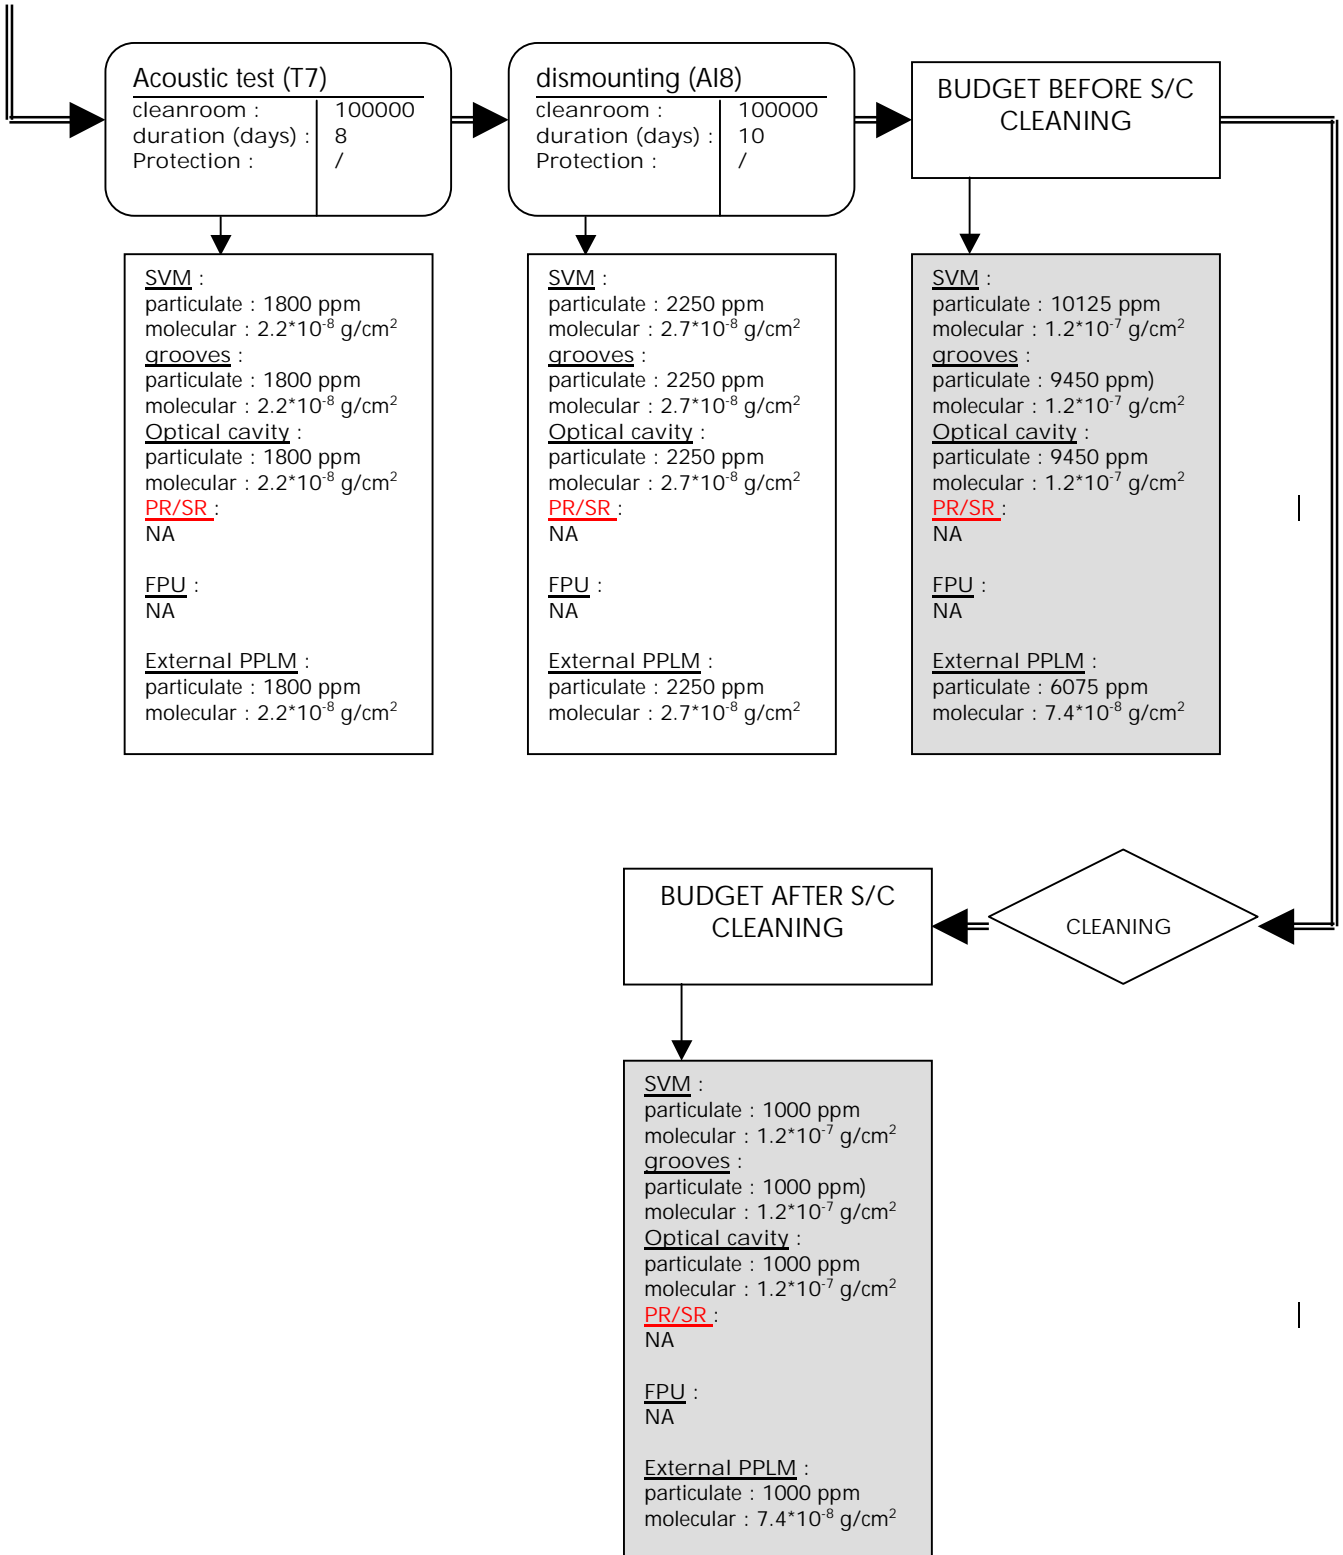 Acoustic test (T7)
cleanroom : 100000
duration (days) : 8
Protection : /
SVM :
particulate : 1800 ppm
molecular : 2.2*10⁻⁸ g/cm²
grooves :
particulate : 1800 ppm
molecular : 2.2*10⁻⁸ g/cm²
Optical cavity :
particulate : 1800 ppm
molecular : 2.2*10⁻⁸ g/cm²
PR/SR :
NA
FPU :
NA
External PPLM :
particulate : 1800 ppm
molecular : 2.2*10⁻⁸ g/cm²
dismounting (AI8)
cleanroom : 100000
duration (days) : 10
Protection : /
SVM :
particulate : 2250 ppm
molecular : 2.7*10⁻⁸ g/cm²
grooves :
particulate : 2250 ppm
molecular : 2.7*10⁻⁸ g/cm²
Optical cavity :
particulate : 2250 ppm
molecular : 2.7*10⁻⁸ g/cm²
PR/SR :
NA
FPU :
NA
External PPLM :
particulate : 2250 ppm
molecular : 2.7*10⁻⁸ g/cm²
BUDGET BEFORE S/C
CLEANING
SVM :
particulate : 10125 ppm
molecular : 1.2*10⁻⁷ g/cm²
grooves :
particulate : 9450 ppm)
molecular : 1.2*10⁻⁷ g/cm²
Optical cavity :
particulate : 9450 ppm
molecular : 1.2*10⁻⁷ g/cm²
PR/SR :
NA
FPU :
NA
External PPLM :
particulate : 6075 ppm
molecular : 7.4*10⁻⁸ g/cm²
CLEANING
BUDGET AFTER S/C
CLEANING
SVM :
particulate : 1000 ppm
molecular : 1.2*10⁻⁷ g/cm²
grooves :
particulate : 1000 ppm)
molecular : 1.2*10⁻⁷ g/cm²
Optical cavity :
particulate : 1000 ppm
molecular : 1.2*10⁻⁷ g/cm²
PR/SR :
NA
FPU :
NA
External PPLM :
particulate : 1000 ppm
molecular : 7.4*10⁻⁸ g/cm²